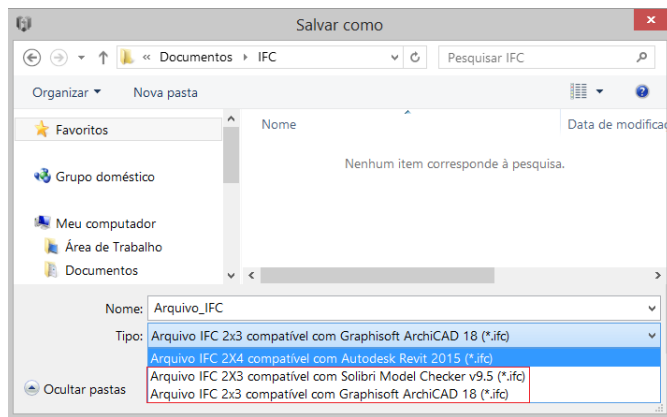 Salvar como
« Documentos IFC
Pesquisar IFC
Organizar
Nova pasta
Favoritos
Grupo doméstico
Meu computador
Área de Trabalho
Documentos
Nome
Data de modificaç
Nenhum item corresponde à pesquisa.
Nome: Arquivo_IFC
Tipo: Arquivo IFC 2x3 compatível com Graphisoft ArchiCAD 18 (*.ifc)
Arquivo IFC 2X4 compatível com Autodesk Revit 2015 (*.ifc)
Arquivo IFC 2X3 compatível com Solibri Model Checker v9.5 (*.ifc)
Arquivo IFC 2x3 compatível com Graphisoft ArchiCAD 18 (*.ifc)
Ocultar pastas